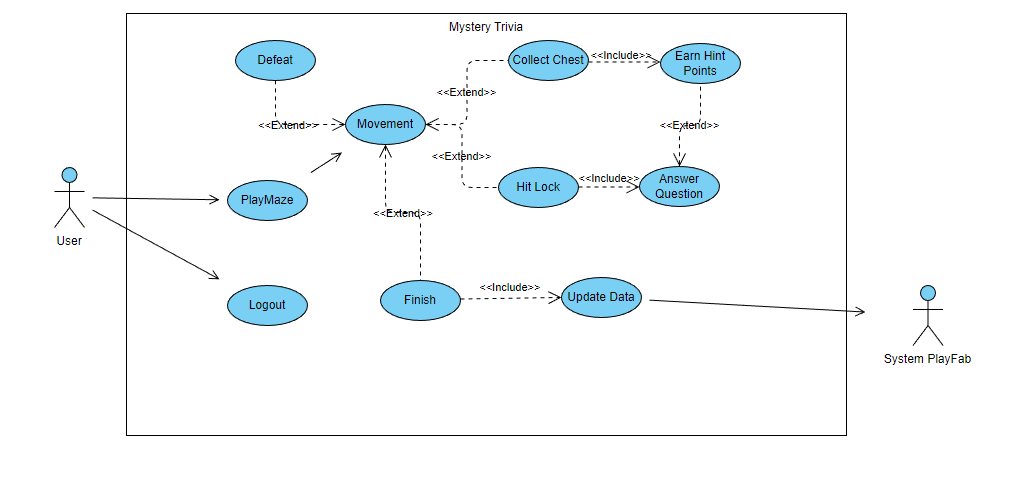 Mystery Trivia
Defeat
Collect Chest
<<Include>>
Earn Hint
Points
<<Extend>>
<<Extend>>
Movement
<<Extend>>
<<Extend>>
PlayMaze
Hit Lock
<<Include>>
Answer
Question
<<Extend>>
User
Logout
Finish
<<Include>>
Update Data
System PlayFab